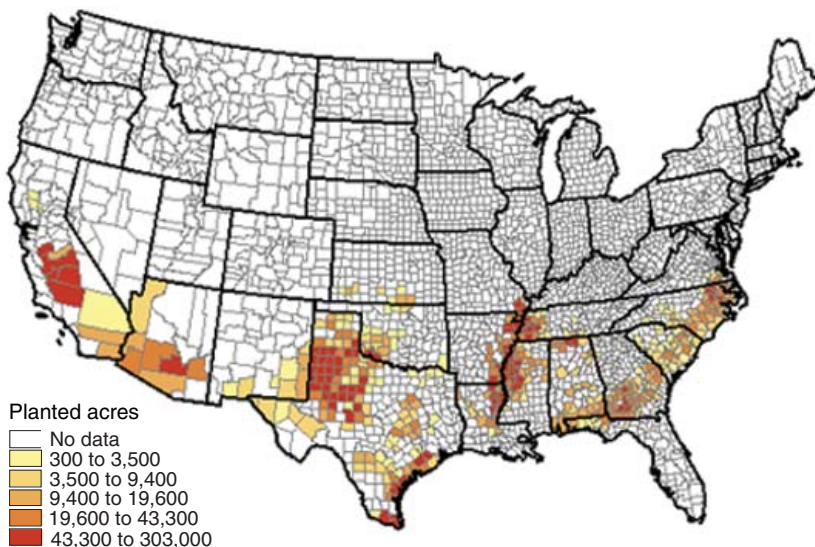 Planted acres
No data
300 to 3,500
3,500 to 9,400
9,400 to 19,600
19,600 to 43,300
43,300 to 303,000